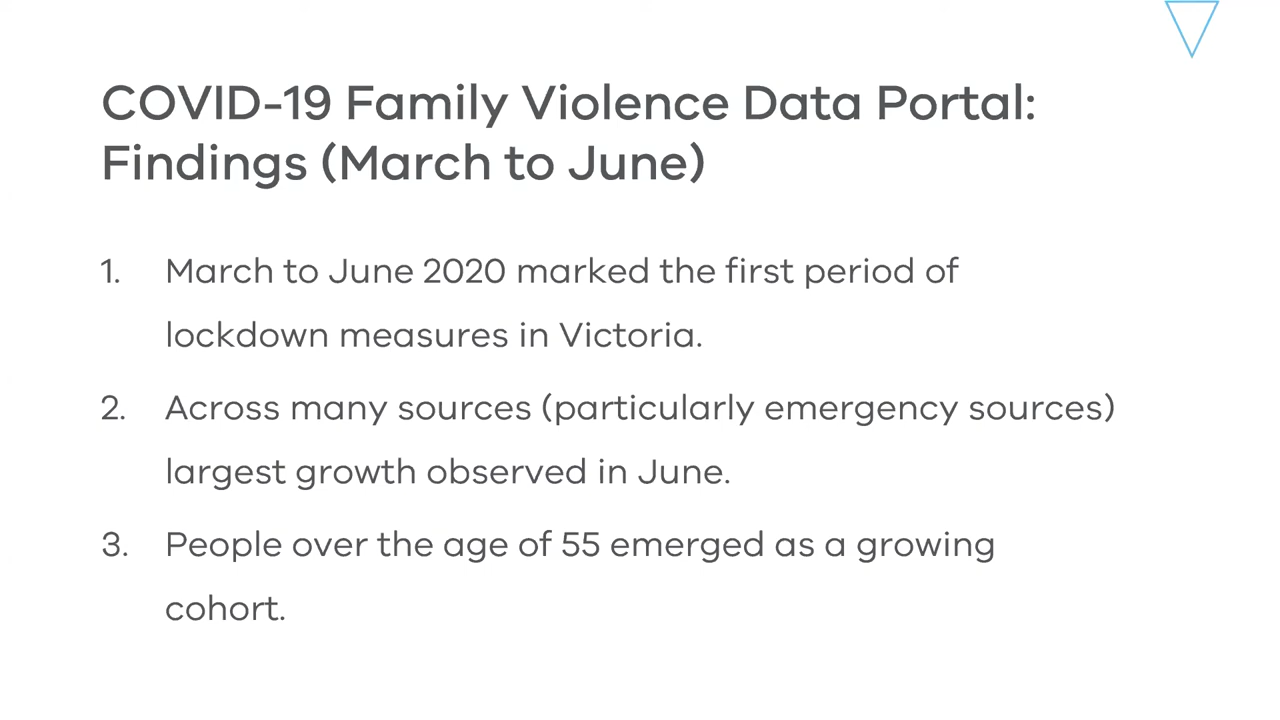 COVID-19 Family Violence Data Portal:
Findings (March to June)
1. March to June 2020 marked the first period of
lockdown measures in Victoria.
2. Across many sources (particularly emergency sources)
largest growth observed in June.
3. People over the age of 55 emerged as a growing
cohort.